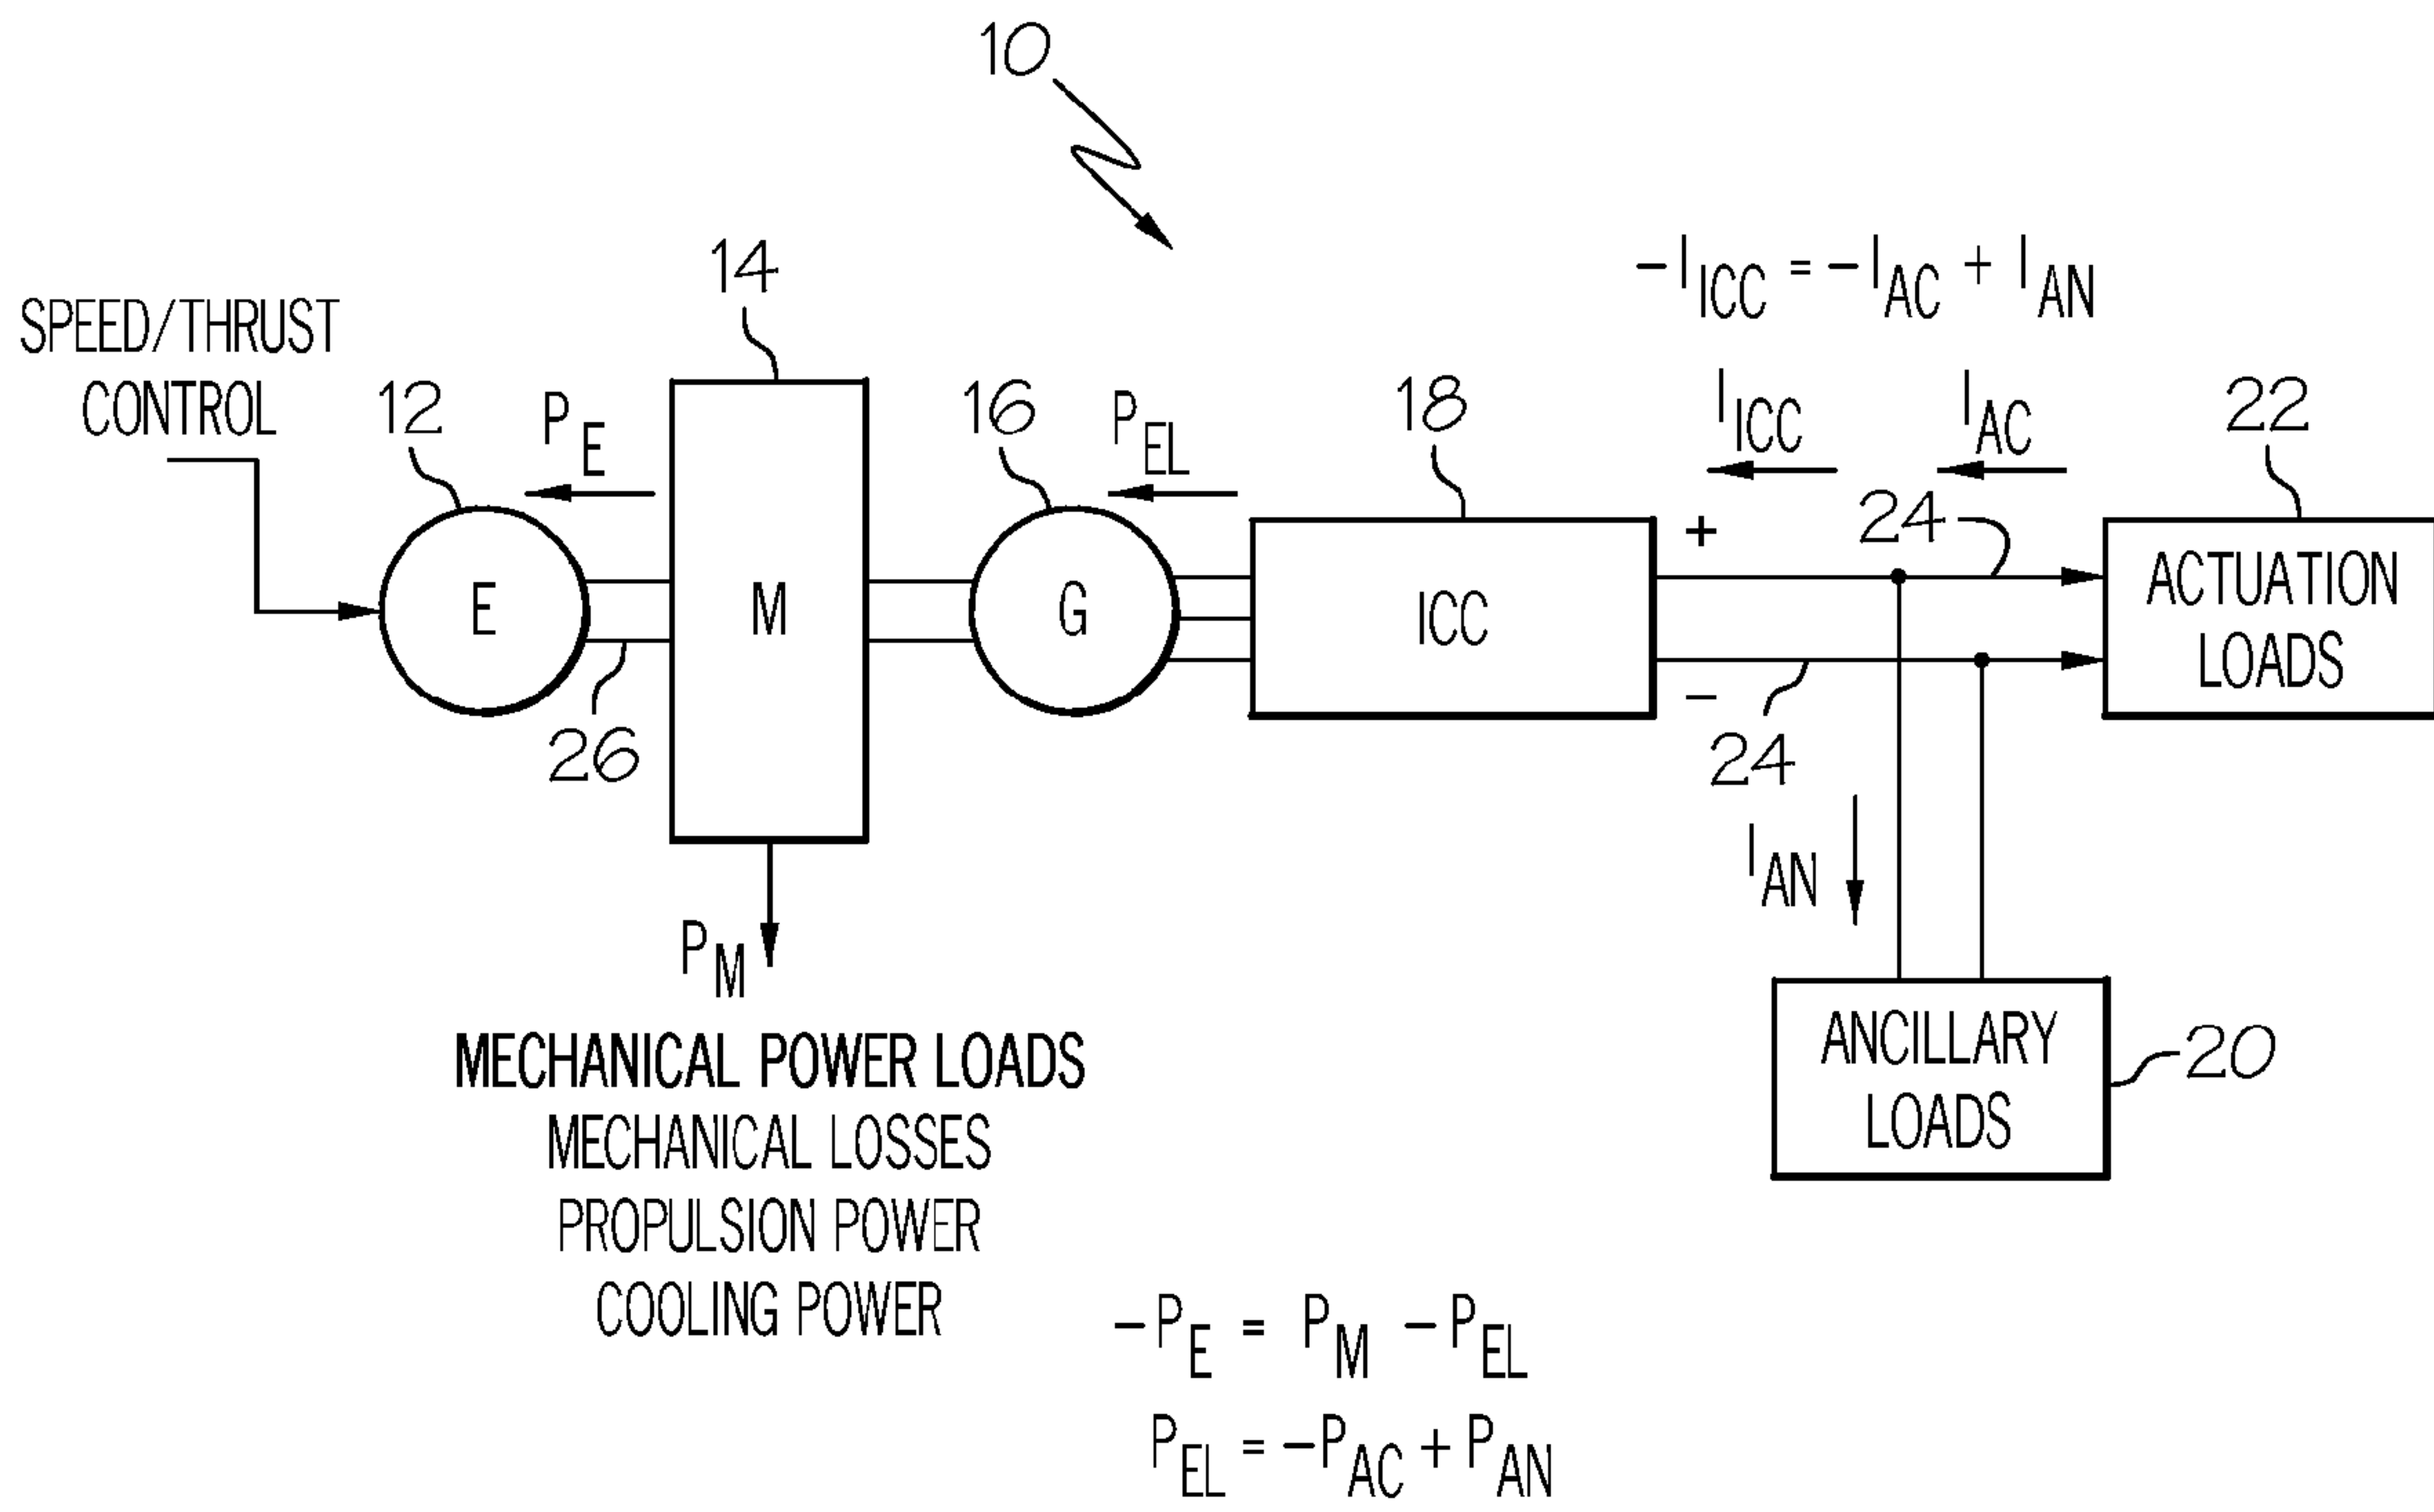 10
-I_ICC = -I_AC + I_AN
14
SPEED/THRUST
CONTROL
12
P_E
16
P_EL
18
I_ICC
I_AC
22
24
+
E
M
G
ICC
ACTUATION
LOADS
-
26
24
I_AN
P_M
MECHANICAL POWER LOADS
MECHANICAL LOSSES
PROPULSION POWER
COOLING POWER
ANCILLARY
LOADS
20
-P_E = P_M -P_EL
P_EL = -P_AC + P_AN